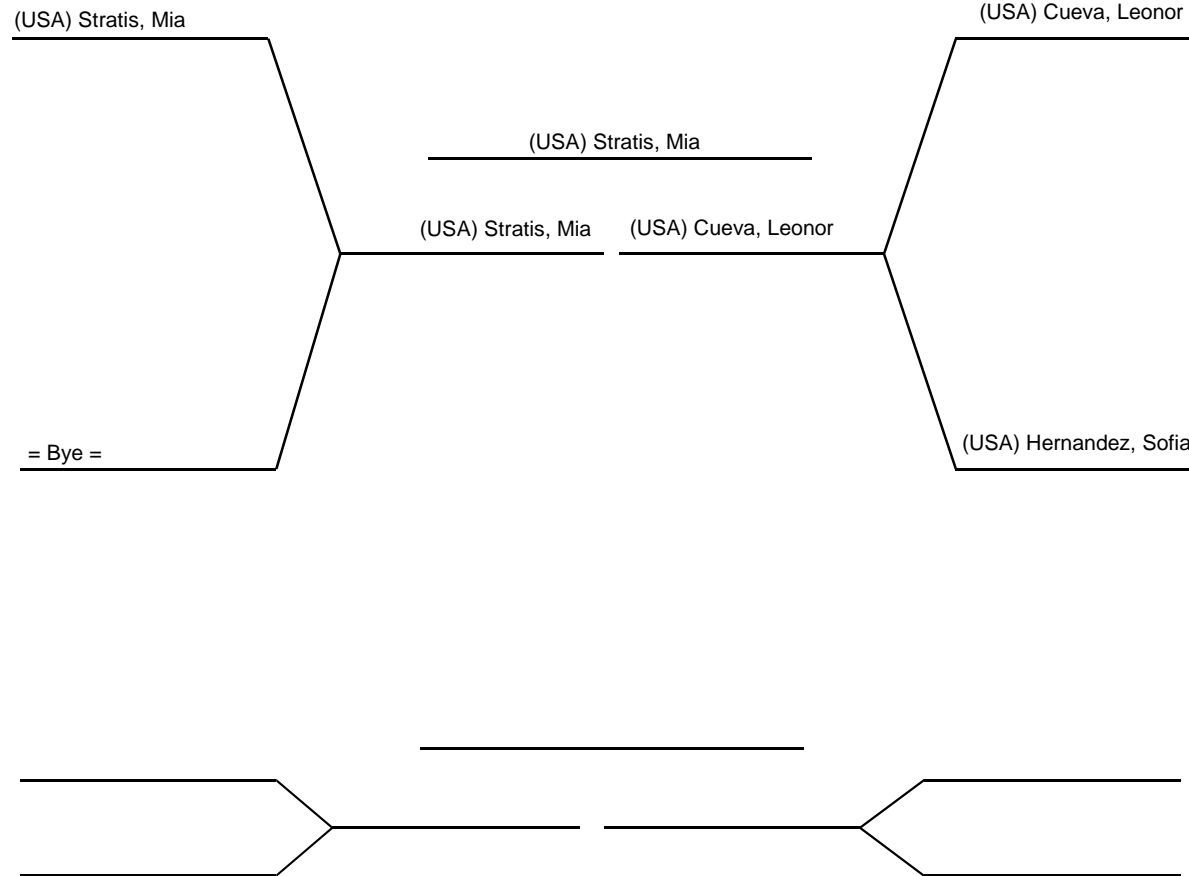 (USA) Stratis, Mia
(USA) Cueva, Leonor
(USA) Stratis, Mia
(USA) Stratis, Mia
(USA) Cueva, Leonor
= Bye =
(USA) Hernandez, Sofia